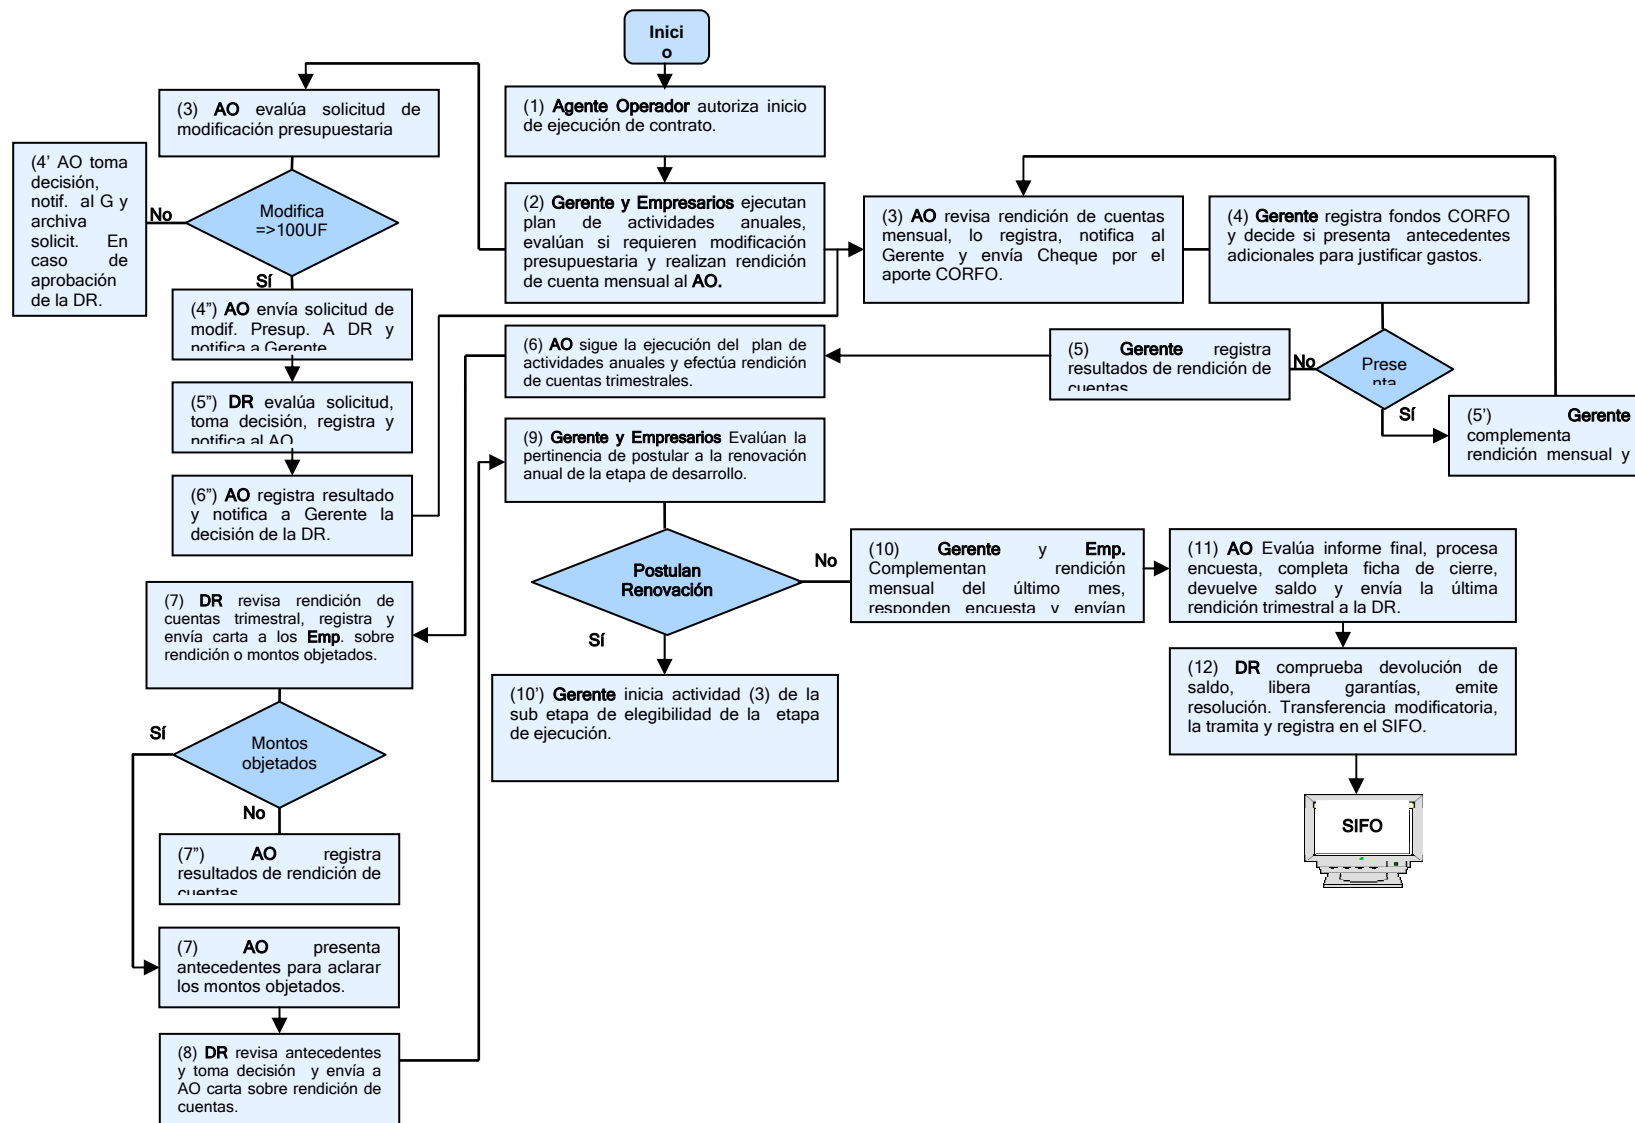 Inici
o
(1) Agente Operador autoriza inicio
de ejecución de contrato.
(3) AO evalúa solicitud de
modificación presupuestaria
(4' AO toma
decisión,
notif. al G y
archiva
solicit. En
caso de
aprobación
de la DR.
No
Modifica
=>100UF
Sí
(2) Gerente y Empresarios ejecutan
plan de actividades anuales,
evalúan si requieren modificación
presupuestaria y realizan rendición
de cuenta mensual al AO.
(3) AO revisa rendición de cuentas
mensual, lo registra, notifica al
Gerente y envía Cheque por el
aporte CORFO.
(4) Gerente registra fondos CORFO
y decide si presenta antecedentes
adicionales para justificar gastos.
(4”) AO envía solicitud de
modif. Presup. A DR y
notifica a Gerente
(6) AO sigue la ejecución del plan de
actividades anuales y efectúa rendición
de cuentas trimestrales.
(5) Gerente registra
resultados de rendición de
cuentas
No
Prese
nta
Sí
(5') Gerente
complementa
rendición mensual y
(5”) DR evalúa solicitud,
toma decisión, registra y
notifica al AO
(9) Gerente y Empresarios Evalúan la
pertinencia de postular a la renovación
anual de la etapa de desarrollo.
(6”) AO registra resultado
y notifica a Gerente la
decisión de la DR.
Postulan
Renovación
No
Sí
(10) Gerente y Emp.
Complementan rendición
mensual del último mes,
responden encuesta y envían
(11) AO Evalúa informe final, procesa
encuesta, completa ficha de cierre,
devuelve saldo y envía la última
rendición trimestral a la DR.
(7) DR revisa rendición de
cuentas trimestral, registra y
envía carta a los Emp. sobre
rendición o montos objetados.
(10') Gerente inicia actividad (3) de la
sub etapa de elegibilidad de la etapa
de ejecución.
(12) DR comprueba devolución de
saldo, libera garantías, emite
resolución. Transferencia modificatoria,
la tramita y registra en el SIFO.
Sí
Montos
objetados
No
SIFO
(7”) AO registra
resultados de rendición de
cuentas
(7) AO presenta
antecedentes para aclarar
los montos objetados.
(8) DR revisa antecedentes
y toma decisión y envía a
AO carta sobre rendición de
cuentas.